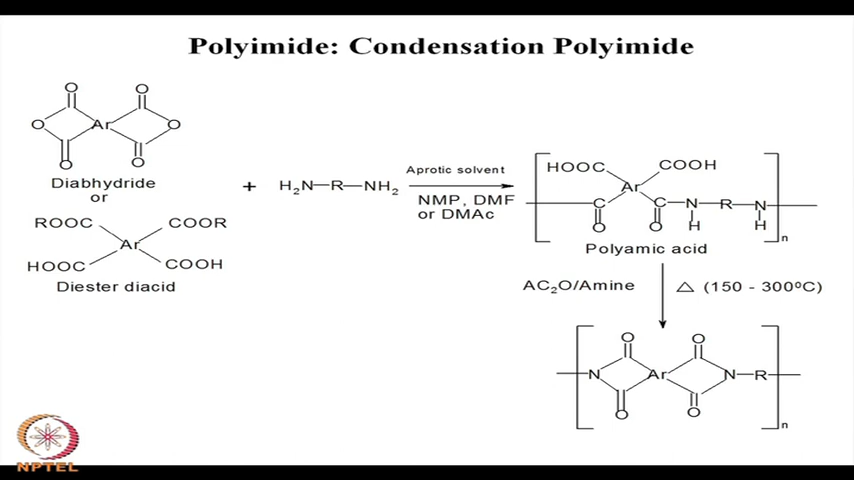 Polyimide: Condensation Polyimide
O O
O Ar O
O O
Diabhydride
or
ROOC COOR
Ar
HOOC COOH
Diester diacid
+
H₂N—R—NH₂
Aprotic solvent
NMP, DMF
or DMAc
HOOC COOH
Ar
C C N R N
O O H H
n
Polyamic acid
AC₂O/Amine △ (150 - 300⁰C)
O O
N Ar N R
O O
n
NPTEL